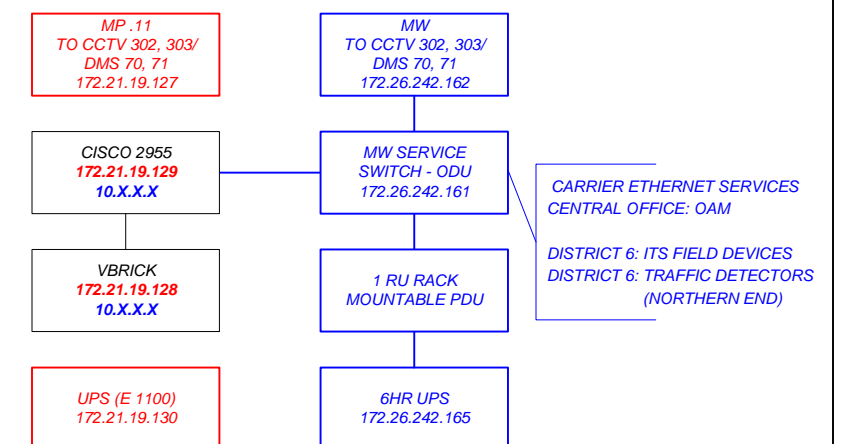 MP .11
TO CCTV 302, 303/
DMS 70, 71
172.21.19.127
MW
TO CCTV 302, 303/
DMS 70, 71
172.26.242.162
CISCO 2955
172.21.19.129
10.X.X.X
MW SERVICE
SWITCH - ODU
172.26.242.161
CARRIER ETHERNET SERVICES
CENTRAL OFFICE: OAM
DISTRICT 6: ITS FIELD DEVICES
DISTRICT 6: TRAFFIC DETECTORS
(NORTHERN END)
VBRICK
172.21.19.128
10.X.X.X
1 RU RACK
MOUNTABLE PDU
UPS (E 1100)
172.21.19.130
6HR UPS
172.26.242.165